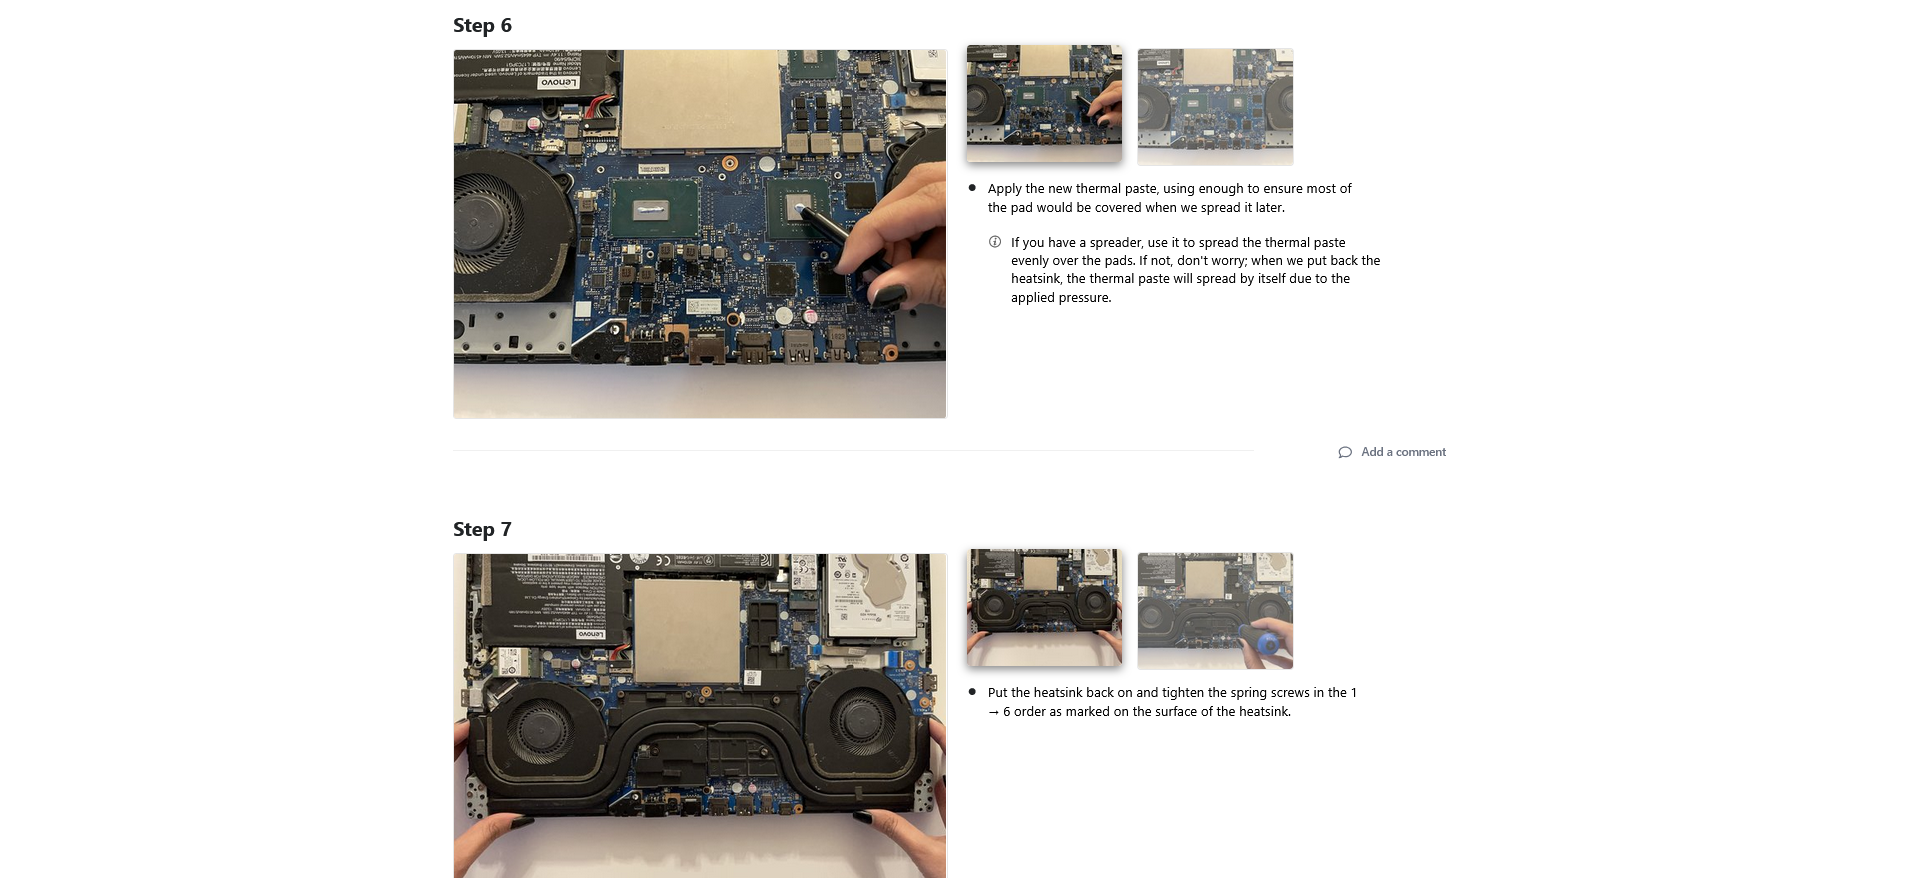 Step 6
Lenovo
Apply the new thermal paste, using enough to ensure most of
the pad would be covered when we spread it later.
If you have a spreader, use it to spread the thermal paste
evenly over the pads. If not, don't worry; when we put back the
heatsink, the thermal paste will spread by itself due to the
applied pressure.
Add a comment
Step 7
Lenovo
Put the heatsink back on and tighten the spring screws in the 1
→ 6 order as marked on the surface of the heatsink.